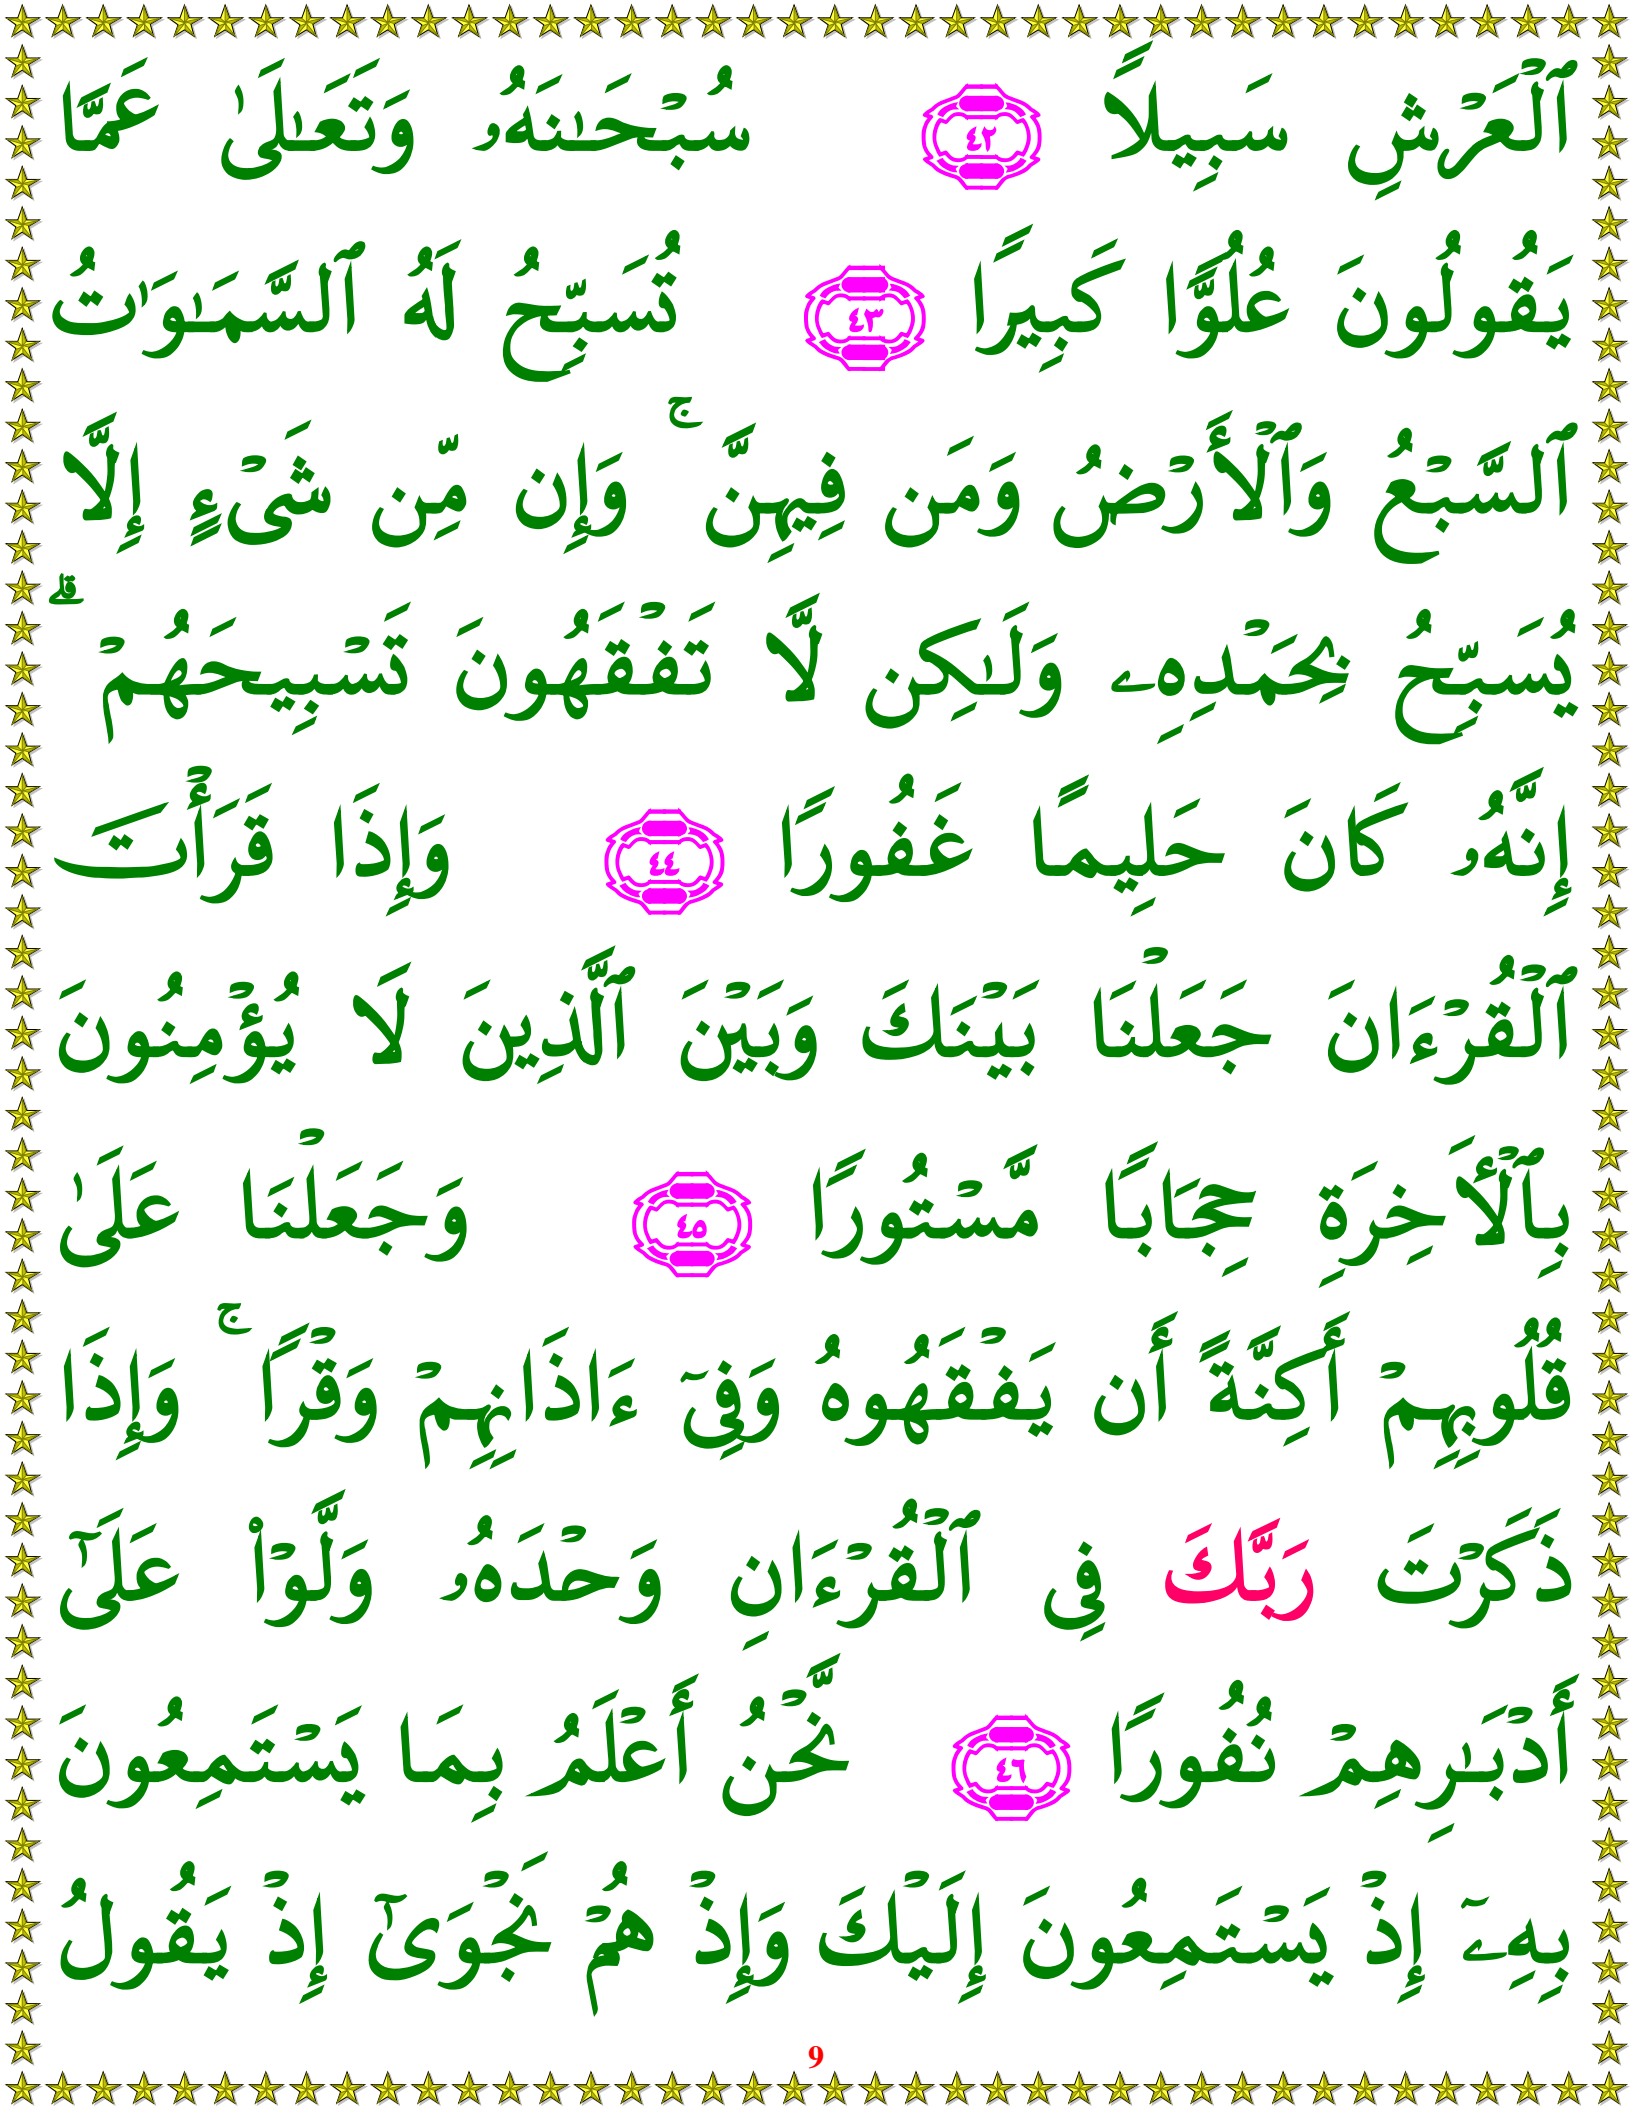 ٱلْعَرْشِ سَبِيلًا ٤٢ سُبْحَـٰنَهُۥ وَتَعَـٰلَىٰ عَمَّا
يَقُولُونَ عُلُوًّا كَبِيرًا ٤٣ تُسَبِّحُ لَهُ ٱلسَّمَـٰوَٰتُ
ٱلسَّبْعُ وَٱلْأَرْضُ وَمَن فِيهِنَّ ۚ وَإِن مِّن شَىْءٍ إِلَّا
يُسَبِّحُ بِحَمْدِهِۦ وَلَـٰكِن لَّا تَفْقَهُونَ تَسْبِيحَهُمْ ۗ
إِنَّهُۥ كَانَ حَلِيمًا غَفُورًا ٤٤ وَإِذَا قَرَأْتَ
ٱلْقُرْءَانَ جَعَلْنَا بَيْنَكَ وَبَيْنَ ٱلَّذِينَ لَا يُؤْمِنُونَ
بِٱلْأَخِرَةِ حِجَابًا مَّسْتُورًا ٤٥ وَجَعَلْنَا عَلَىٰ
قُلُوبِهِمْ أَكِنَّةً أَن يَفْقَهُوهُ وَفِىٓ ءَاذَانِهِمْ وَقْرًا ۚ وَإِذَا
ذَكَرْتَ رَبَّكَ فِى ٱلْقُرْءَانِ وَحْدَهُۥ وَلَّوْا۟ عَلَىٰٓ
أَدْبَـٰرِهِمْ نُفُورًا ٤٦ نَّحْنُ أَعْلَمُ بِمَا يَسْتَمِعُونَ
بِهِۦٓ إِذْ يَسْتَمِعُونَ إِلَيْكَ وَإِذْ هُمْ نَجْوَىٰٓ إِذْ يَقُولُ
9